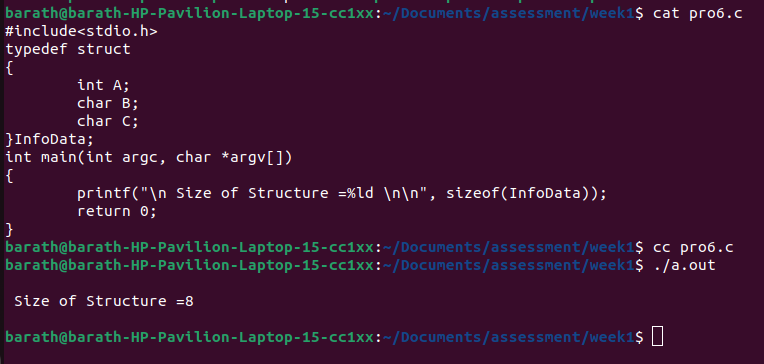 barath@barath-HP-Pavilion-Laptop-15-cc1xx:~/Documents/assessment/week1$ cat pro6.c
#include<stdio.h>
typedef struct
{
        int A;
        char B;
        char C;
}InfoData;
int main(int argc, char *argv[])
{
        printf("\n Size of Structure =%ld \n\n", sizeof(InfoData));
        return 0;
}
barath@barath-HP-Pavilion-Laptop-15-cc1xx:~/Documents/assessment/week1$ cc pro6.c
barath@barath-HP-Pavilion-Laptop-15-cc1xx:~/Documents/assessment/week1$ ./a.out

 Size of Structure =8

barath@barath-HP-Pavilion-Laptop-15-cc1xx:~/Documents/assessment/week1$